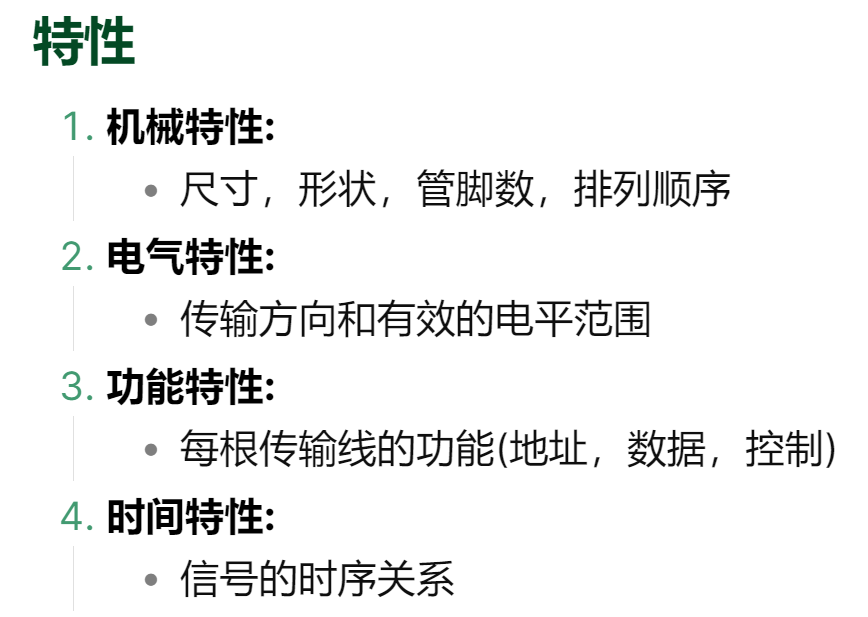 特性
1. 机械特性:
• 尺寸，形状，管脚数，排列顺序
2. 电气特性:
• 传输方向和有效的电平范围
3. 功能特性:
• 每根传输线的功能(地址，数据，控制)
4. 时间特性:
• 信号的时序关系